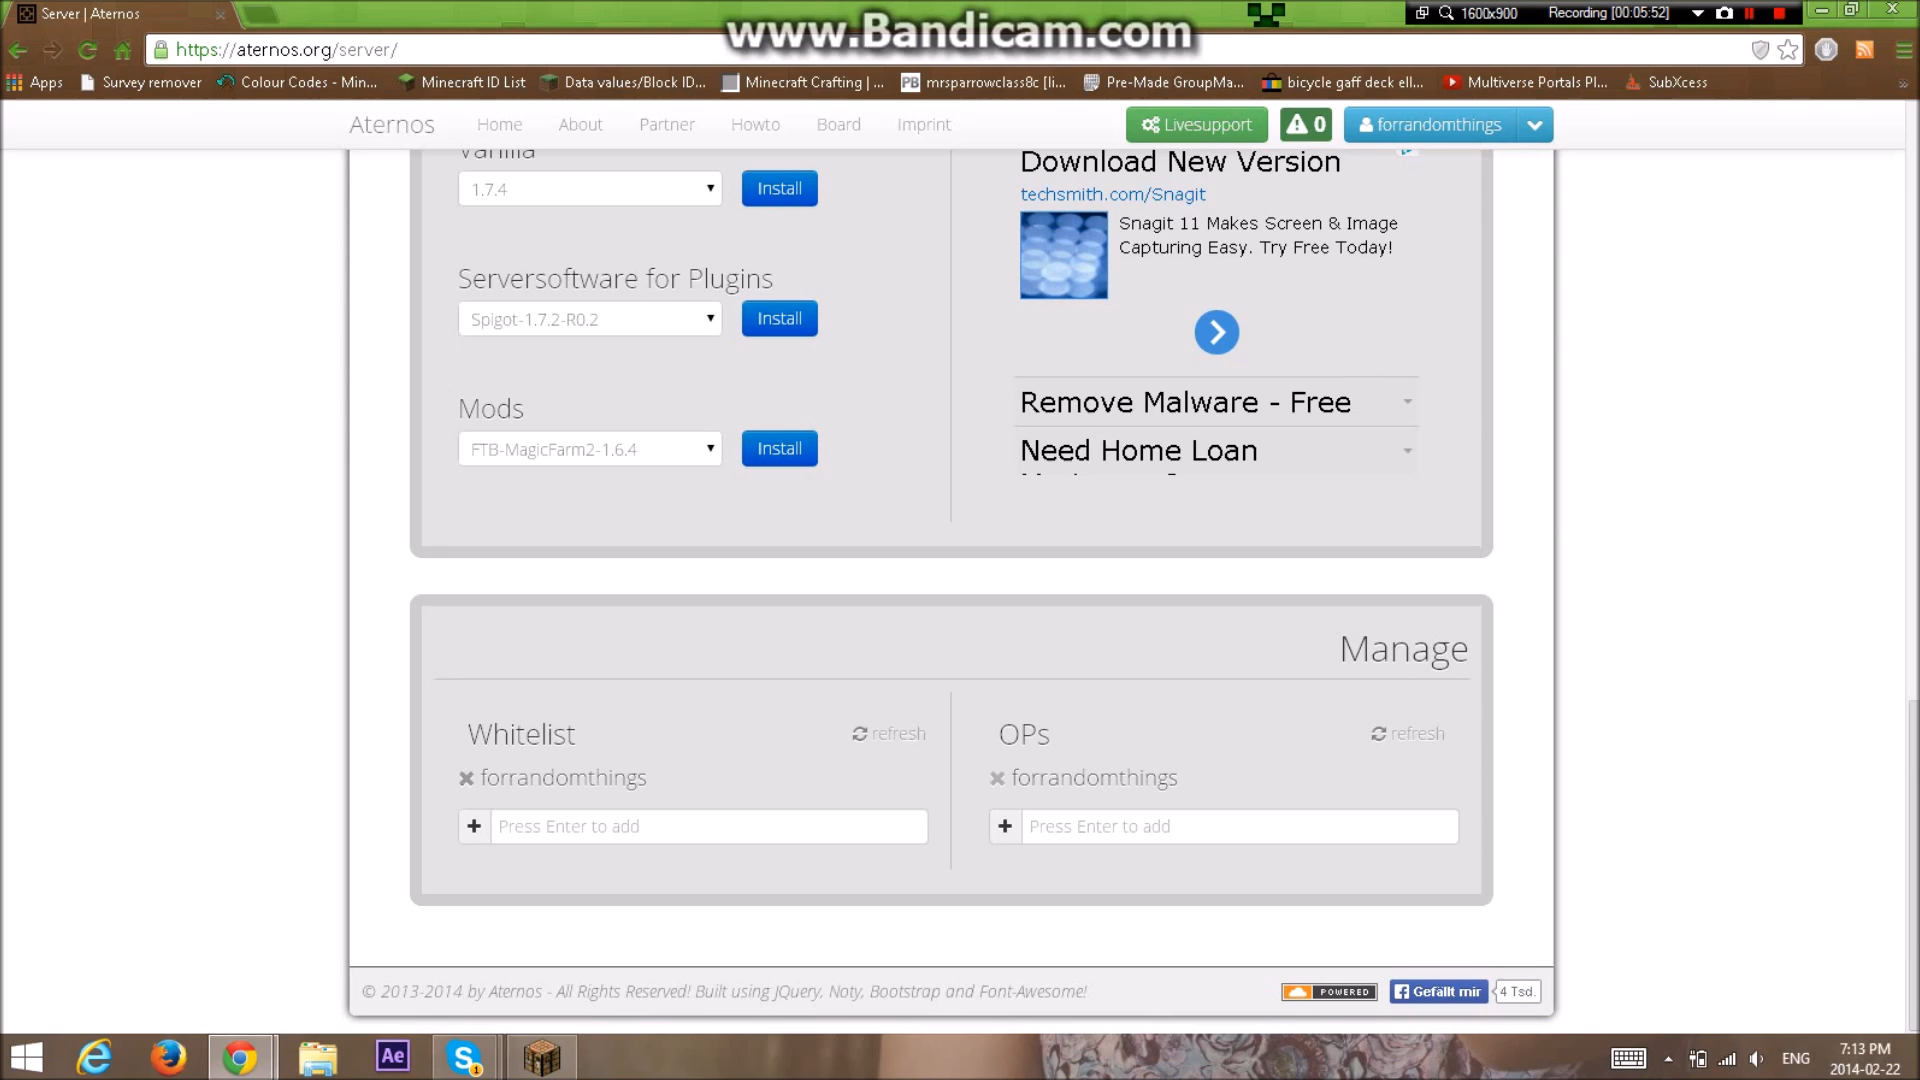 Server | Aternos
www.Bandicam.com
1600x900
Recording [00:05:52]
https://aternos.org/server/
Apps
Survey remover
Colour Codes - Min...
Minecraft ID List
Data values/Block ID...
Minecraft Crafting | ...
PB mrsparrowclass8c [li...
Pre-Made GroupMa...
bicycle gaff deck ell...
Multiverse Portals Pl...
SubXcess
Aternos
Home
About
Partner
Howto
Board
Imprint
Livesupport
0
forrandomthings
Vanilla
1.7.4
Install
Serversoftware for Plugins
Spigot-1.7.2-R0.2
Install
Mods
FTB-MagicFarm2-1.6.4
Install
Download New Version
techsmith.com/Snagit
Snagit 11 Makes Screen & Image
Capturing Easy. Try Free Today!
Remove Malware - Free
Need Home Loan
Manage
Whitelist
refresh
forrandomthings
Press Enter to add
OPs
refresh
forrandomthings
Press Enter to add
© 2013-2014 by Aternos - All Rights Reserved! Built using JQuery, Noty, Bootstrap and Font-Awesome!
POWERED
Gefällt mir
4 Tsd.
Ae
1
ENG
7:13 PM
2014-02-22